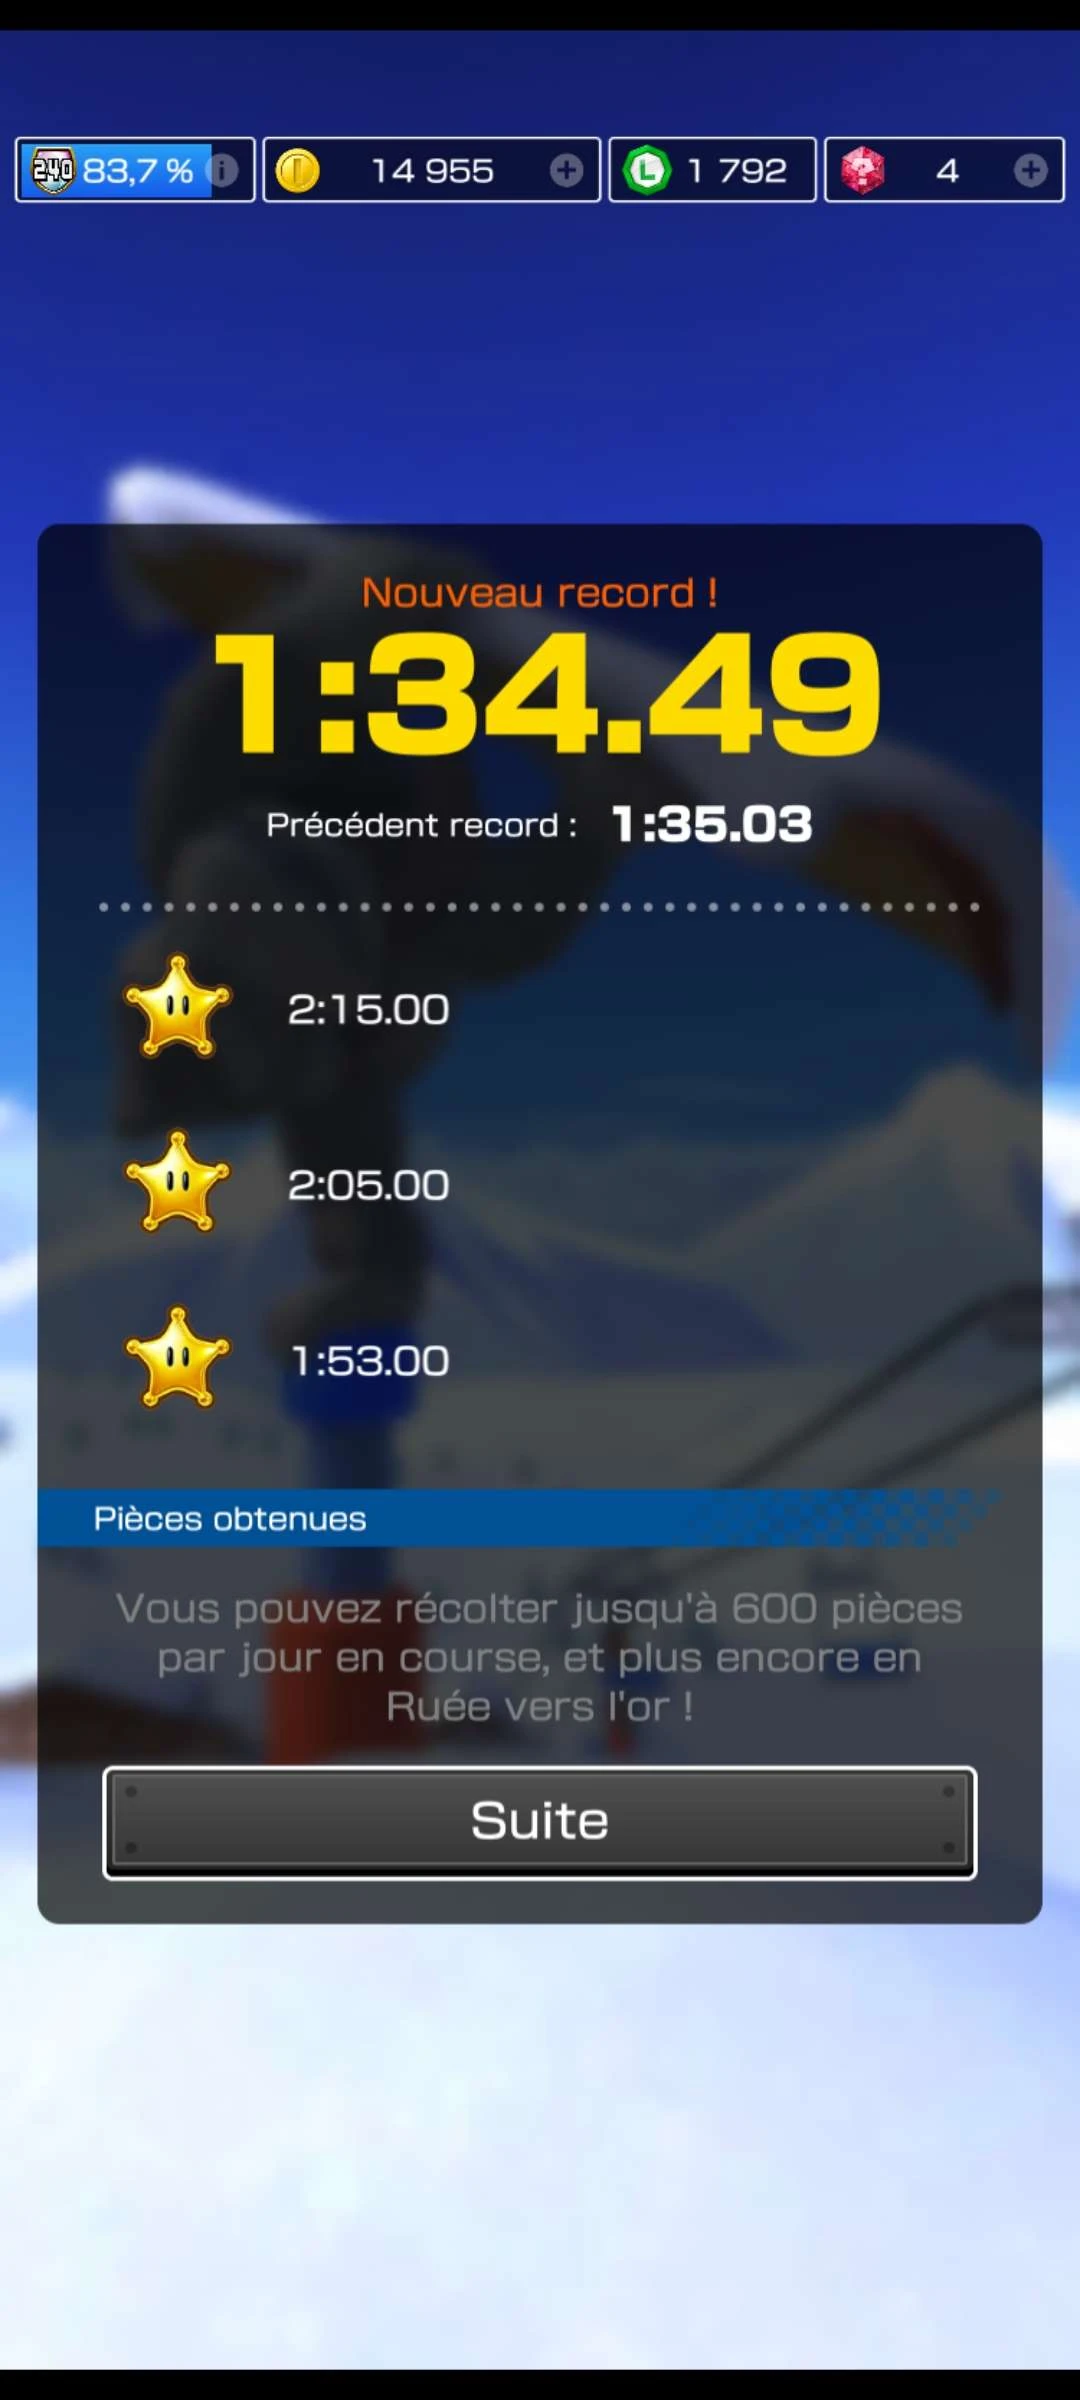 240 83,7 % i 14 955 + L 1 792 ? 4 +
Nouveau record !
1:34.49
Précédent record : 1:35.03
2:15.00
2:05.00
1:53.00
Pièces obtenues
Vous pouvez récolter jusqu'à 600 pièces
par jour en course, et plus encore en
Ruée vers l'or !
Suite